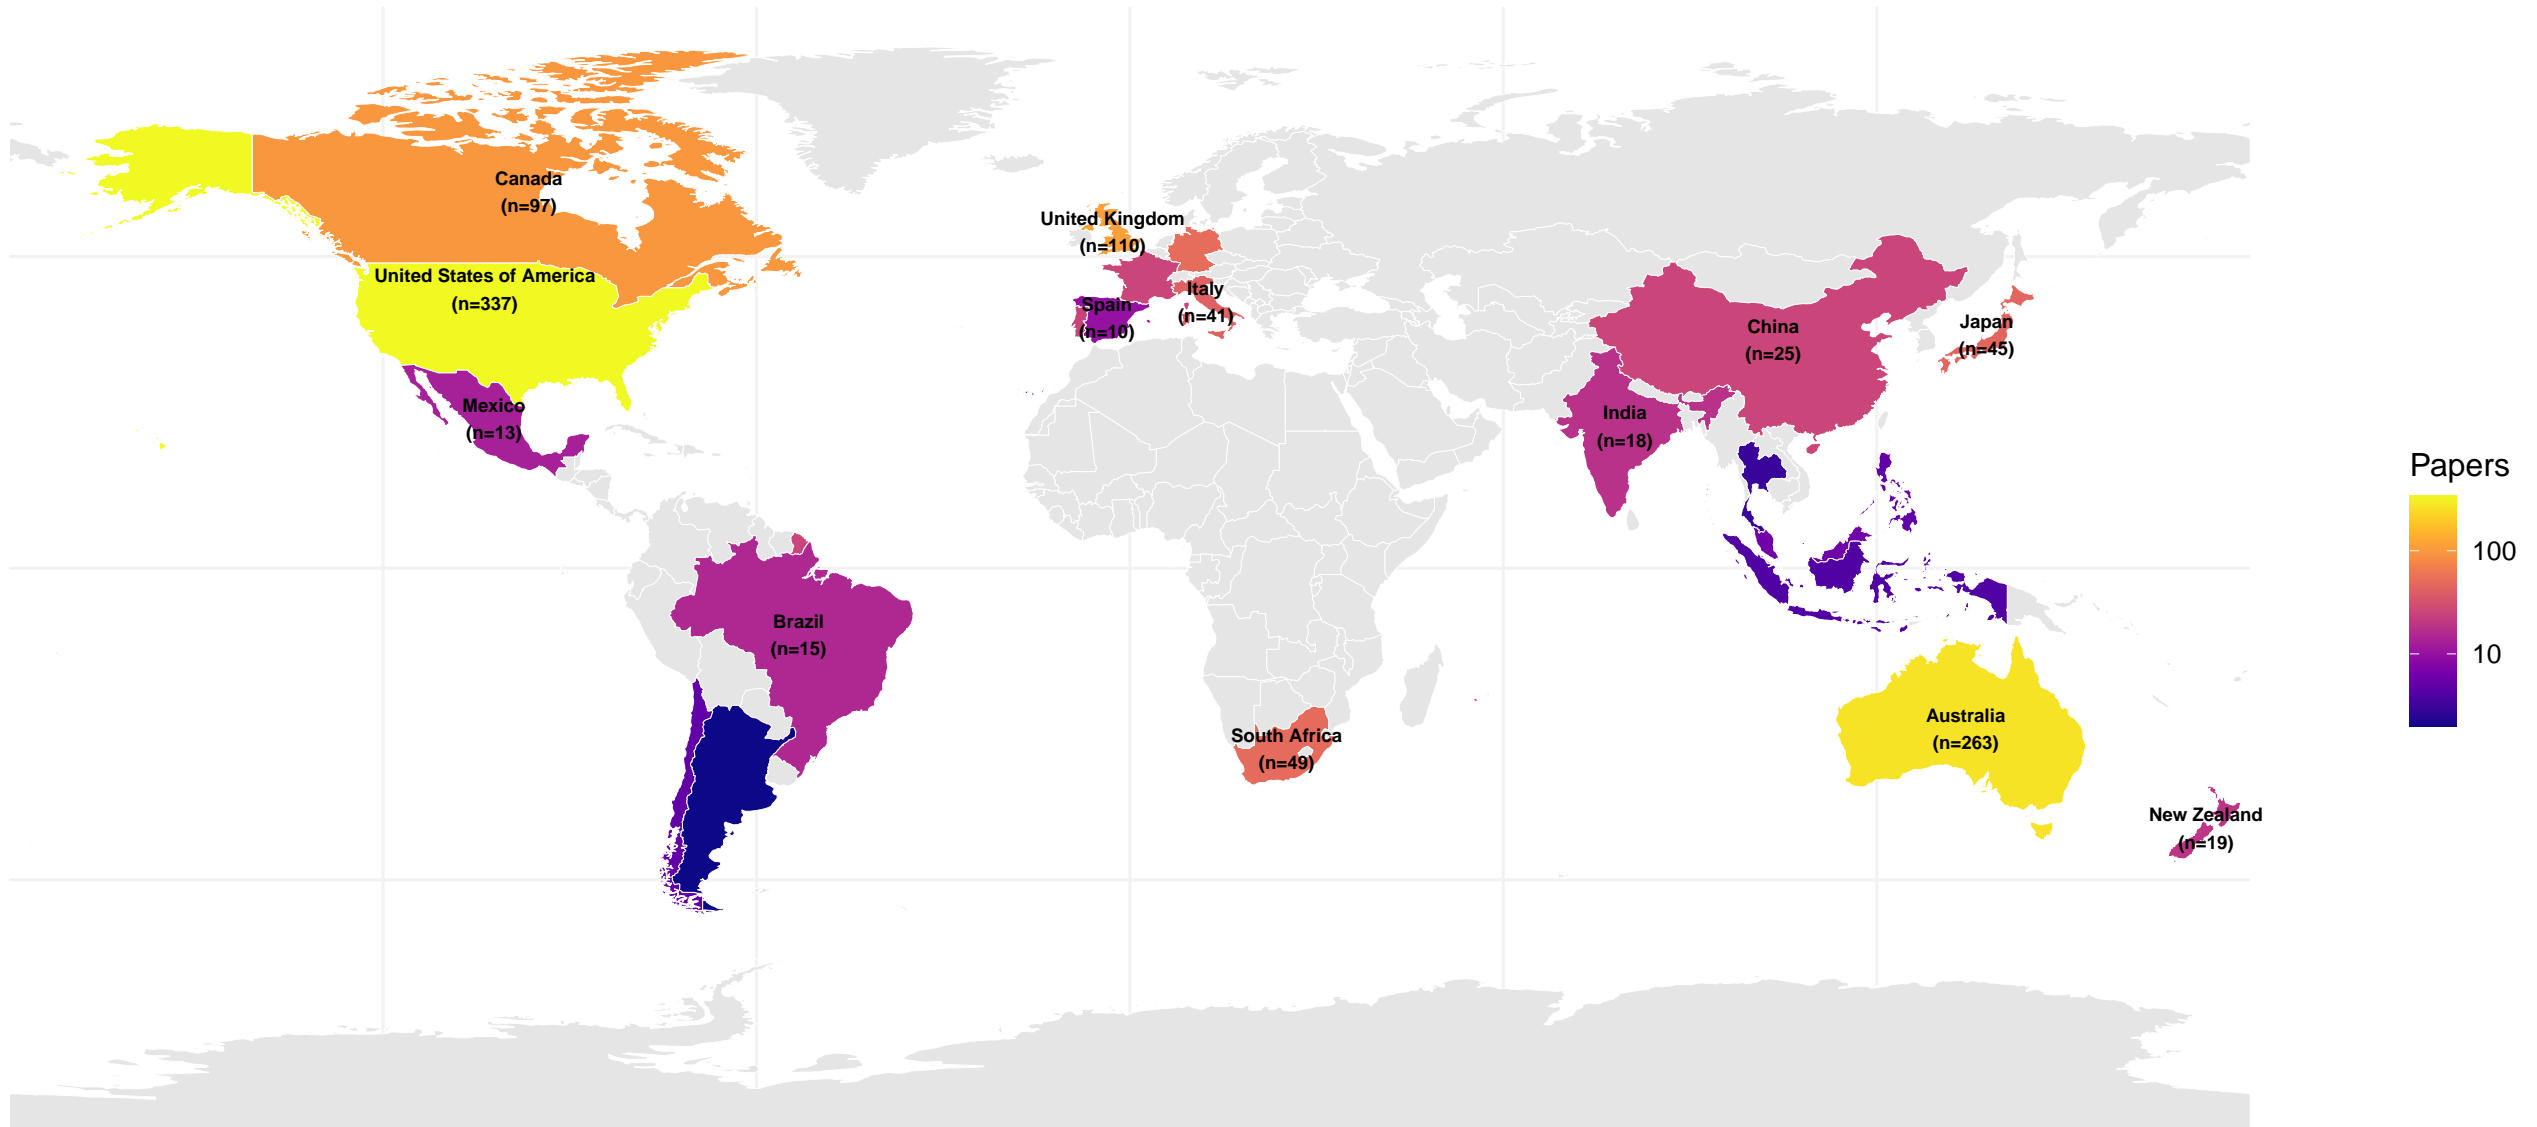 Canada
(n=97)
United Kingdom
(n=110)
United States of America
(n=337)
Italy
(n=41)
Spain
(n=10)
China
(n=25)
Japan
(n=45)
Mexico
(n=13)
India
(n=18)
Brazil
(n=15)
South Africa
(n=49)
Australia
(n=263)
New Zealand
(n=19)
Papers
100
10